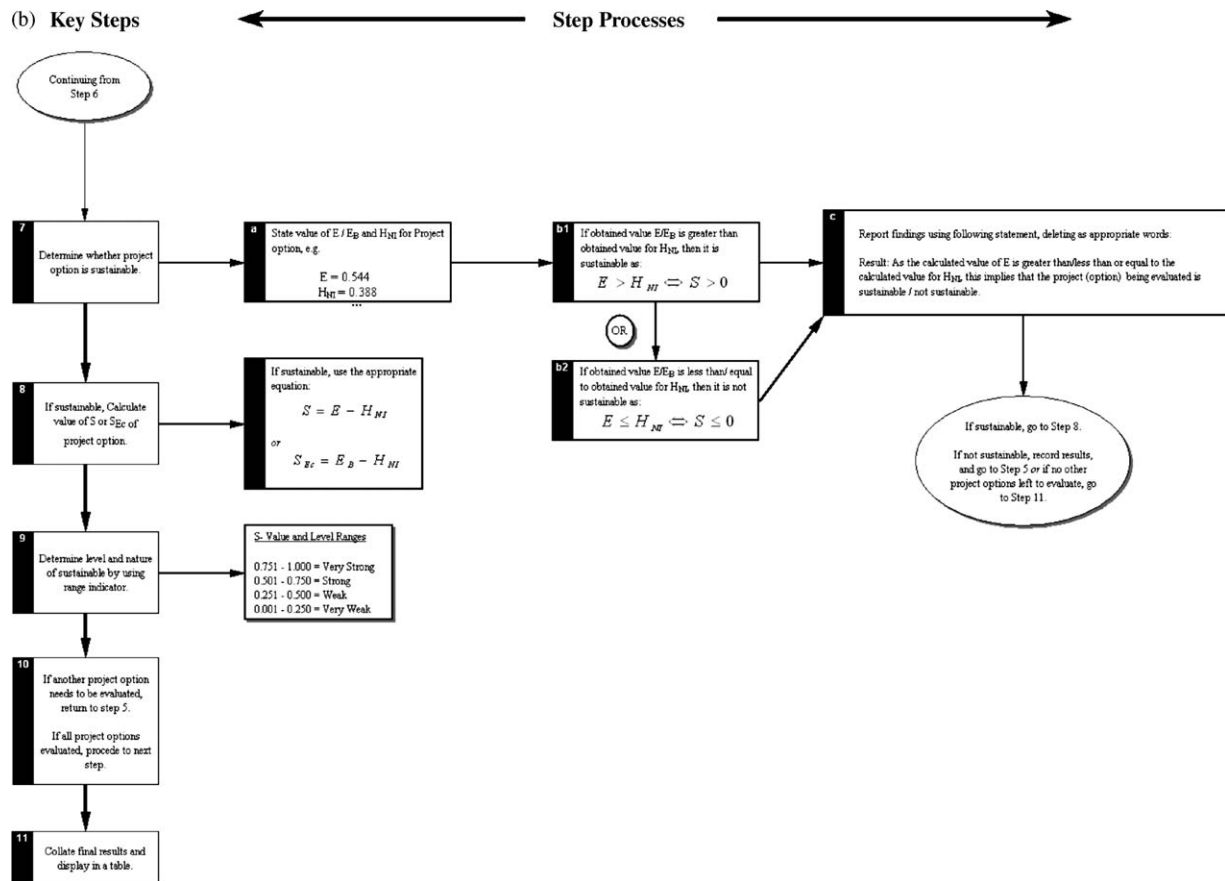 (b) Key Steps
Step Processes
Continuing from
Step 6
7
Determine whether project
option is sustainable.
a
State value of E / E_B and H_NI for Project
option, e.g.
E = 0.544
H_NI = 0.388
...
b1
If obtained value E/E_B is greater than
obtained value for H_NI, then it is
sustainable as:
E > H_NI ⇔ S > 0
OR
b2
If obtained value E/E_B is less than/ equal
to obtained value for H_NI, then it is not
sustainable as:
E ≤ H_NI ⇔ S ≤ 0
c
Report findings using following statement, deleting as appropriate words:
Result: As the calculated value of E is greater than/less than or equal to the
calculated value for H_NI, this implies that the project (option) being evaluated is
sustainable / not sustainable.
If sustainable, go to Step 8.
If not sustainable, record results,
and go to Step 5 or if no other
project options left to evaluate, go
to Step 11.
8
If sustainable, Calculate
value of S or S_Ec of
project option.
If sustainable, use the appropriate
equation:
S = E - H_NI
or
S_Ec = E_B - H_NI
9
Determine level and nature
of sustainable by using
range indicator.
S- Value and Level Ranges
0.751 - 1.000 = Very Strong
0.501 - 0.750 = Strong
0.251 - 0.500 = Weak
0.001 - 0.250 = Very Weak
10
If another project option
needs to be evaluated,
return to step 5.
If all project options
evaluated, procede to next
step.
11
Collate final results and
display in a table.